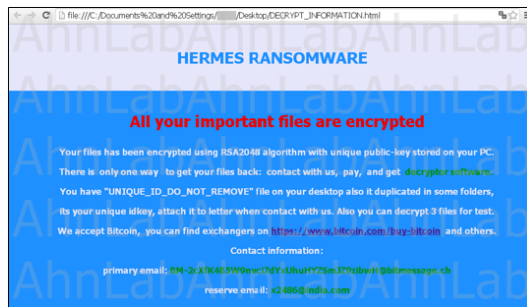 file:///C:/Documents%20and%20Settings/ /Desktop/DECRYPT_INFORMATION.html
AhnLabAhnLabAhnLab
HERMES RANSOMWARE
All your important files are encrypted
Your files has been encrypted using RSA2048 algorithm with unique public-key stored on your PC.
There is only one way to get your files back: contact with us, pay, and get decryptor software.
You have "UNIQUE_ID_DO_NOT_REMOVE" file on your desktop also it duplicated in some folders,
its your unique idkey, attach it to letter when contact with us. Also you can decrypt 3 files for test.
We accept Bitcoin, you can find exchangers on https://www.bitcoin.com/buy-bitcoin and others.
Contact information:
primary email:
reserve email: x2486@india.com